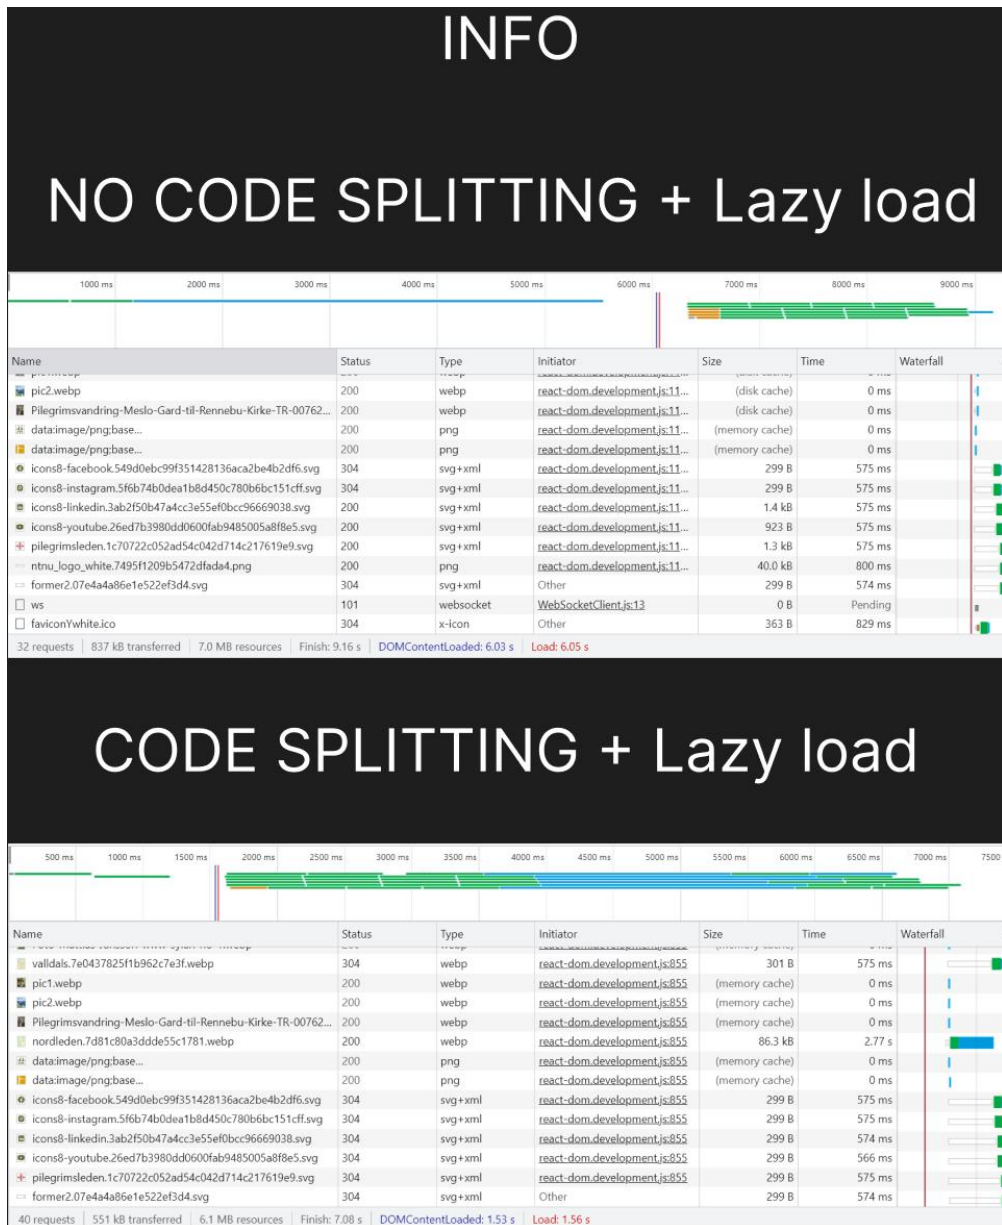 INFO
NO CODE SPLITTING + Lazy load
1000 ms 2000 ms 3000 ms 4000 ms 5000 ms 6000 ms 7000 ms 8000 ms 9000 ms
Name Status Type Initiator Size Time Waterfall
pic2.webp 200 webp react-dom.development.js:11... (disk cache) 0 ms
Pilegrimsvandring-Meslo-Gard-til-Rennebu-Kirke-TR-00762... 200 webp react-dom.development.js:11... (disk cache) 0 ms
data:image/png;base... 200 png react-dom.development.js:11... (memory cache) 0 ms
data:image/png;base... 200 png react-dom.development.js:11... (memory cache) 0 ms
icons8-facebook.549d0ebc99f351428136aca2be4b2df6.svg 304 svg+xml react-dom.development.js:11... 299 B 575 ms
icons8-instagram.5f6b74b0dea1b8d450c780b6bc151cff.svg 304 svg+xml react-dom.development.js:11... 299 B 575 ms
icons8-linkedin.3ab2f50b47a4cc3e55ef0bcc96669038.svg 200 svg+xml react-dom.development.js:11... 1.4 kB 575 ms
icons8-youtube.26ed7b3980dd0600fab9485005a8f8e5.svg 200 svg+xml react-dom.development.js:11... 923 B 575 ms
pilegrimsleden.1c70722c052ad54c042d714c217619e9.svg 200 svg+xml react-dom.development.js:11... 1.3 kB 575 ms
ntnu_logo_white.7495f1209b5472dfada4.png 200 png react-dom.development.js:11... 40.0 kB 800 ms
former2.07e4a4a86e1e522ef3d4.svg 304 svg+xml Other 299 B 574 ms
ws 101 websocket WebSocketClient.js:13 0 B Pending
faviconYwhite.ico 304 x-icon Other 363 B 829 ms
32 requests 837 kB transferred 7.0 MB resources Finish: 9.16 s DOMContentLoaded: 6.03 s Load: 6.05 s
CODE SPLITTING + Lazy load
500 ms 1000 ms 1500 ms 2000 ms 2500 ms 3000 ms 3500 ms 4000 ms 4500 ms 5000 ms 5500 ms 6000 ms 6500 ms 7000 ms 7500
Name Status Type Initiator Size Time Waterfall
valldals.7e0437825f1b962c7e3f.webp 304 webp react-dom.development.js:855 301 B 575 ms
pic1.webp 200 webp react-dom.development.js:855 (memory cache) 0 ms
pic2.webp 200 webp react-dom.development.js:855 (memory cache) 0 ms
Pilegrimsvandring-Meslo-Gard-til-Rennebu-Kirke-TR-00762... 200 webp react-dom.development.js:855 (memory cache) 0 ms
nordleden.7d81c80a3ddde55c1781.webp 200 webp react-dom.development.js:855 86.3 kB 2.77 s
data:image/png;base... 200 png react-dom.development.js:855 (memory cache) 0 ms
data:image/png;base... 200 png react-dom.development.js:855 (memory cache) 0 ms
icons8-facebook.549d0ebc99f351428136aca2be4b2df6.svg 304 svg+xml react-dom.development.js:855 299 B 575 ms
icons8-instagram.5f6b74b0dea1b8d450c780b6bc151cff.svg 304 svg+xml react-dom.development.js:855 299 B 575 ms
icons8-linkedin.3ab2f50b47a4cc3e55ef0bcc96669038.svg 304 svg+xml react-dom.development.js:855 299 B 574 ms
icons8-youtube.26ed7b3980dd0600fab9485005a8f8e5.svg 304 svg+xml react-dom.development.js:855 299 B 566 ms
pilegrimsleden.1c70722c052ad54c042d714c217619e9.svg 304 svg+xml react-dom.development.js:855 299 B 575 ms
former2.07e4a4a86e1e522ef3d4.svg 304 svg+xml Other 299 B 574 ms
40 requests 551 kB transferred 6.1 MB resources Finish: 7.08 s DOMContentLoaded: 1.53 s Load: 1.56 s